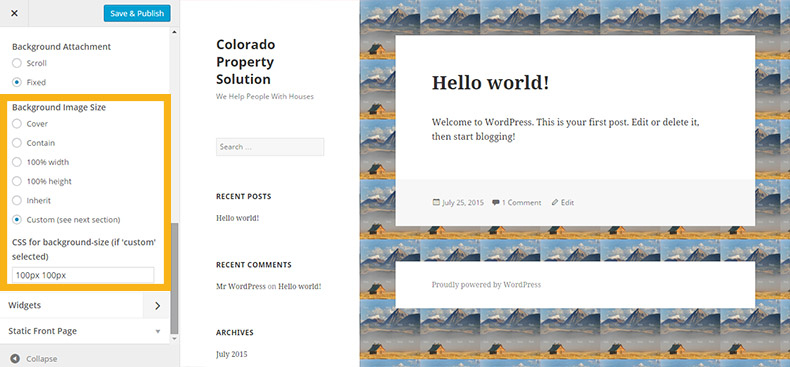 Save & Publish
Background Attachment
Scroll
Fixed
Background Image Size
Cover
Contain
100% width
100% height
Inherit
Custom (see next section)
CSS for background-size (if 'custom'
selected)
100px 100px
Widgets
Static Front Page
Collapse
Colorado
Property
Solution
We Help People With Houses
Search …
RECENT POSTS
Hello world!
RECENT COMMENTS
Mr WordPress on Hello world!
ARCHIVES
July 2015
Hello world!
Welcome to WordPress. This is your first post. Edit or delete it,
then start blogging!
July 25, 2015 1 Comment Edit
Proudly powered by WordPress